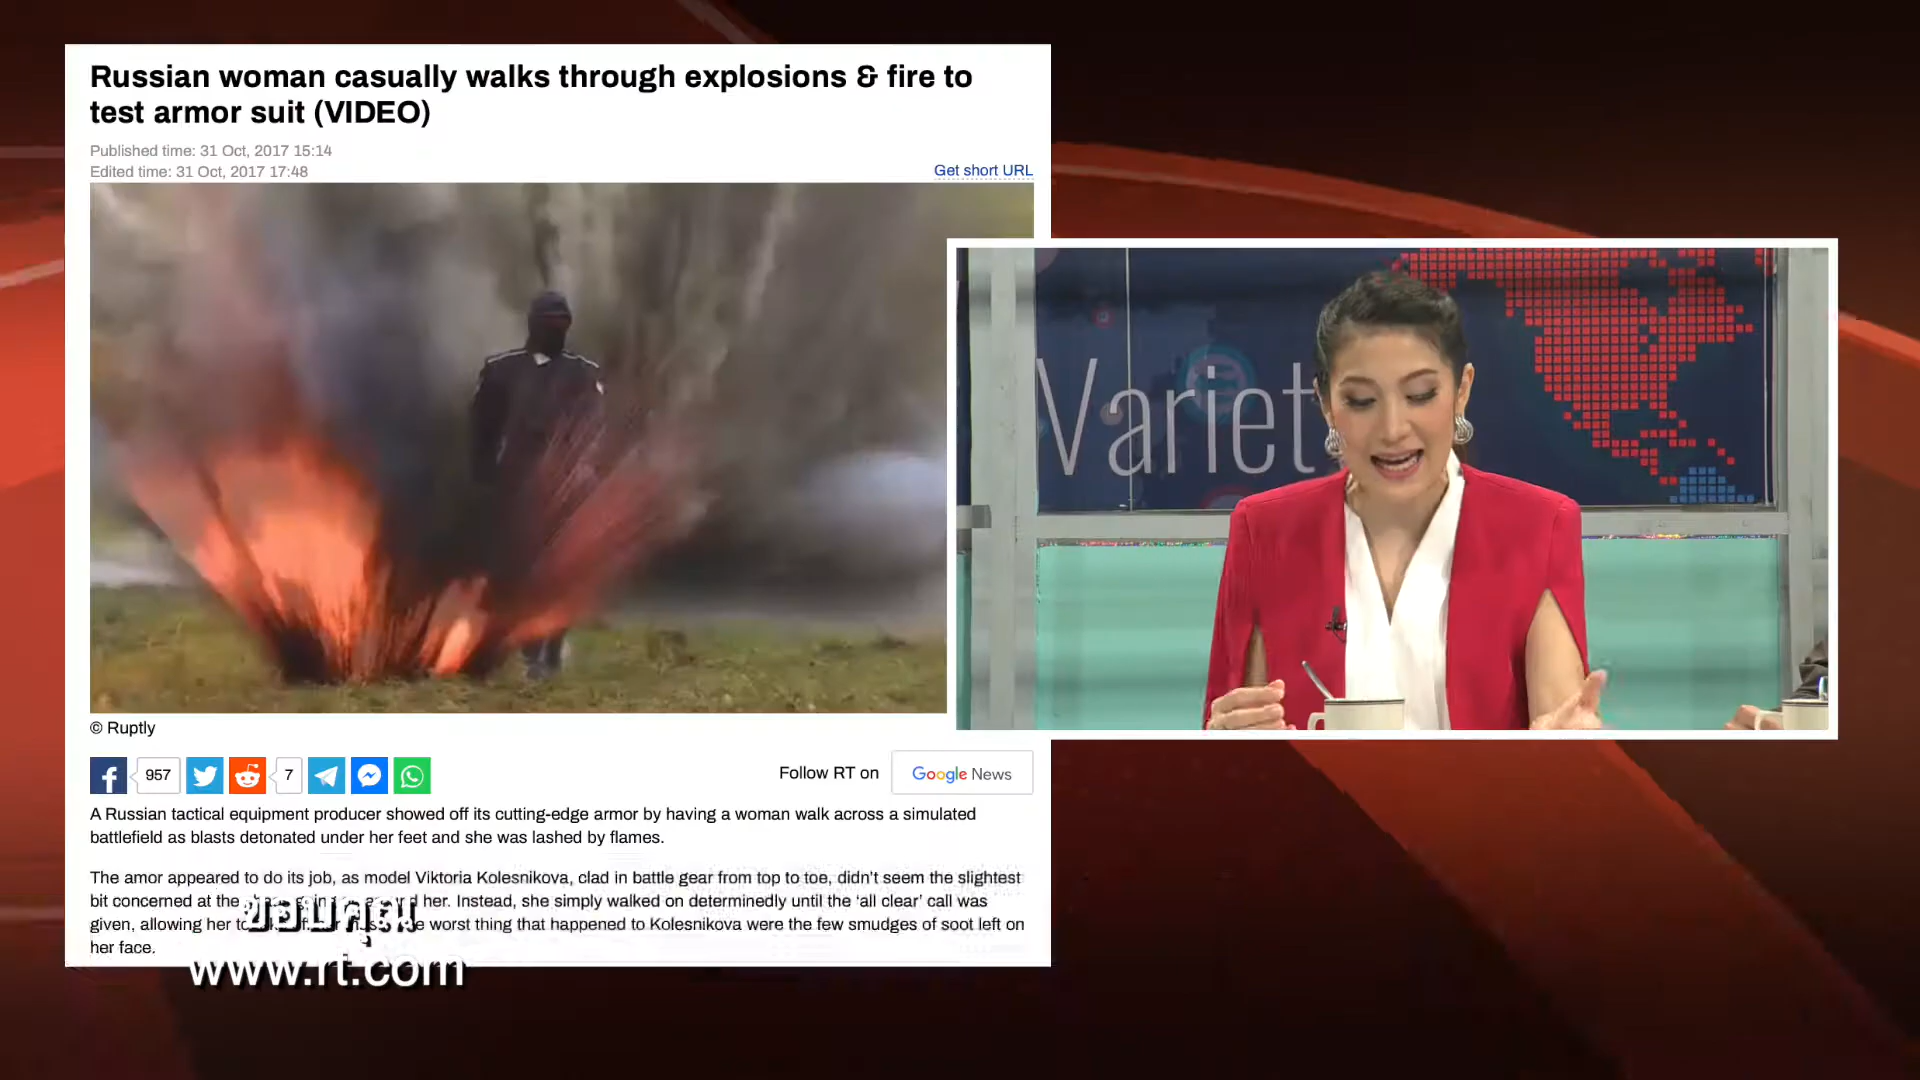 Russian woman casually walks through explosions & fire to
test armor suit (VIDEO)
Published time: 31 Oct, 2017 15:14
Edited time: 31 Oct, 2017 17:48
Get short URL
Variet
© Ruptly
957
7
Follow RT on
Google News
A Russian tactical equipment producer showed off its cutting-edge armor by having a woman walk across a simulated
battlefield as blasts detonated under her feet and she was lashed by flames.
The amor appeared to do its job, as model Viktoria Kolesnikova, clad in battle gear from top to toe, didn't seem the slightest
bit concerned at the her. Instead, she simply walked on determinedly until the 'all clear' call was
given, allowing her worst thing that happened to Kolesnikova were the few smudges of soot left on
her face.
ขอบคุณ
www.rt.com